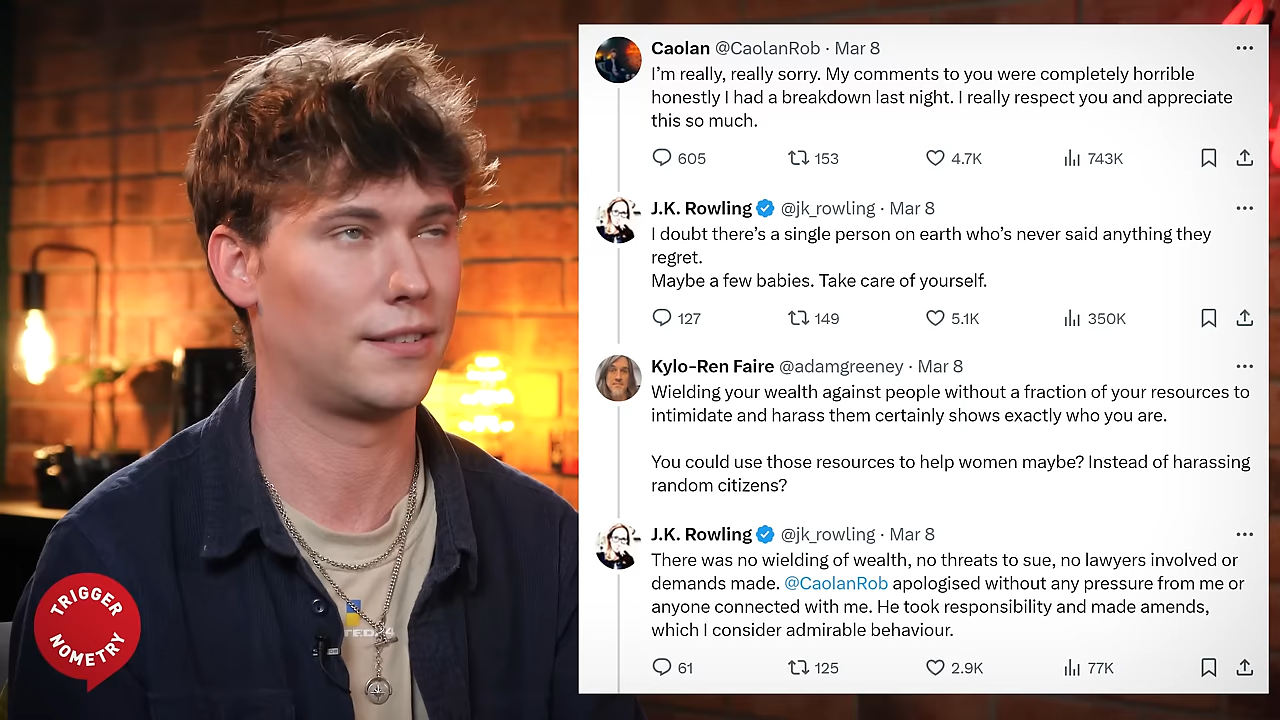 Caolan @CaolanRob · Mar 8
I'm really, really sorry. My comments to you were completely horrible
honestly I had a breakdown last night. I really respect you and appreciate
this so much.
605 153 4.7K 743K
J.K. Rowling @jk_rowling · Mar 8
I doubt there's a single person on earth who's never said anything they
regret.
Maybe a few babies. Take care of yourself.
127 149 5.1K 350K
Kylo-Ren Faire @adamgreeney · Mar 8
Wielding your wealth against people without a fraction of your resources to
intimidate and harass them certainly shows exactly who you are.
You could use those resources to help women maybe? Instead of harassing
random citizens?
J.K. Rowling @jk_rowling · Mar 8
There was no wielding of wealth, no threats to sue, no lawyers involved or
demands made. @CaolanRob apologised without any pressure from me or
anyone connected with me. He took responsibility and made amends,
which I consider admirable behaviour.
61 125 2.9K 77K
TRIGGER
NOMETRY